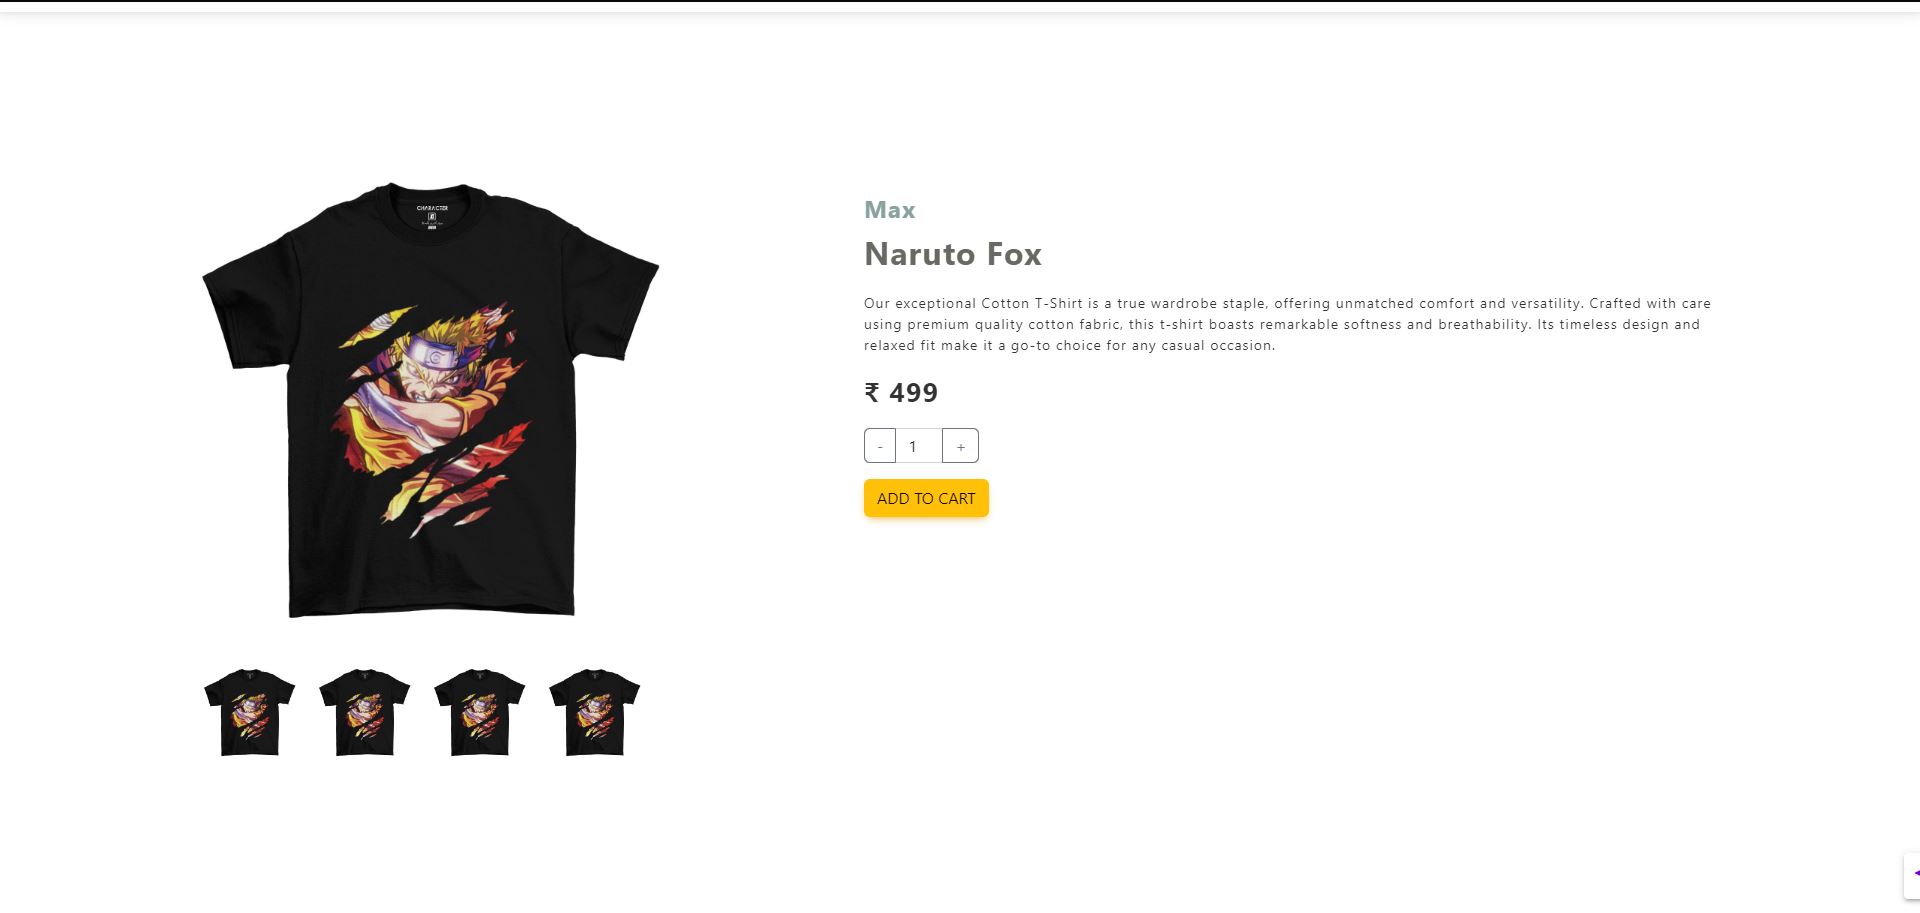 CHARACTER
Max
Naruto Fox
Our exceptional Cotton T-Shirt is a true wardrobe staple, offering unmatched comfort and versatility. Crafted with care
using premium quality cotton fabric, this t-shirt boasts remarkable softness and breathability. Its timeless design and
relaxed fit make it a go-to choice for any casual occasion.
₹ 499
- 1 +
ADD TO CART